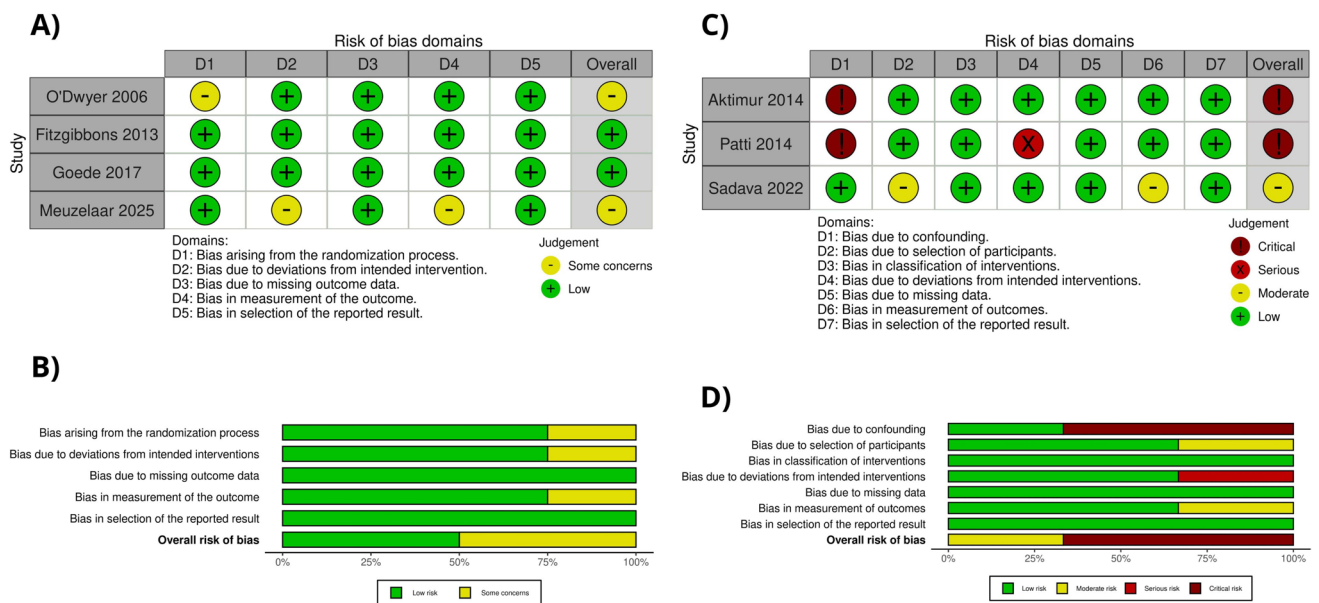 A)
Risk of bias domains
D1 D2 D3 D4 D5 Overall
Study
O'Dwyer 2006 - + + + + -
Fitzgibbons 2013 + + + + + +
Goede 2017 + + + + + +
Meuzelaar 2025 + - + - + -
Domains:
D1: Bias arising from the randomization process.
D2: Bias due to deviations from intended intervention.
D3: Bias due to missing outcome data.
D4: Bias in measurement of the outcome.
D5: Bias in selection of the reported result.
Judgement
- Some concerns
+ Low
C)
Risk of bias domains
D1 D2 D3 D4 D5 D6 D7 Overall
Study
Aktimur 2014 ! + + + + + + !
Patti 2014 ! + + X + + + !
Sadava 2022 + - + + + - + -
Domains:
D1: Bias due to confounding.
D2: Bias due to selection of participants.
D3: Bias in classification of interventions.
D4: Bias due to deviations from intended interventions.
D5: Bias due to missing data.
D6: Bias in measurement of outcomes.
D7: Bias in selection of the reported result.
Judgement
! Critical
X Serious
- Moderate
+ Low
B)
Bias arising from the randomization process
Bias due to deviations from intended interventions
Bias due to missing outcome data
Bias in measurement of the outcome
Bias in selection of the reported result
Overall risk of bias
0% 25% 50% 75% 100%
Low risk Some concerns
D)
Bias due to confounding
Bias due to selection of participants
Bias in classification of interventions
Bias due to deviations from intended interventions
Bias due to missing data
Bias in measurement of outcomes
Bias in selection of the reported result
Overall risk of bias
0% 25% 50% 75% 100%
Low risk Moderate risk Serious risk Critical risk